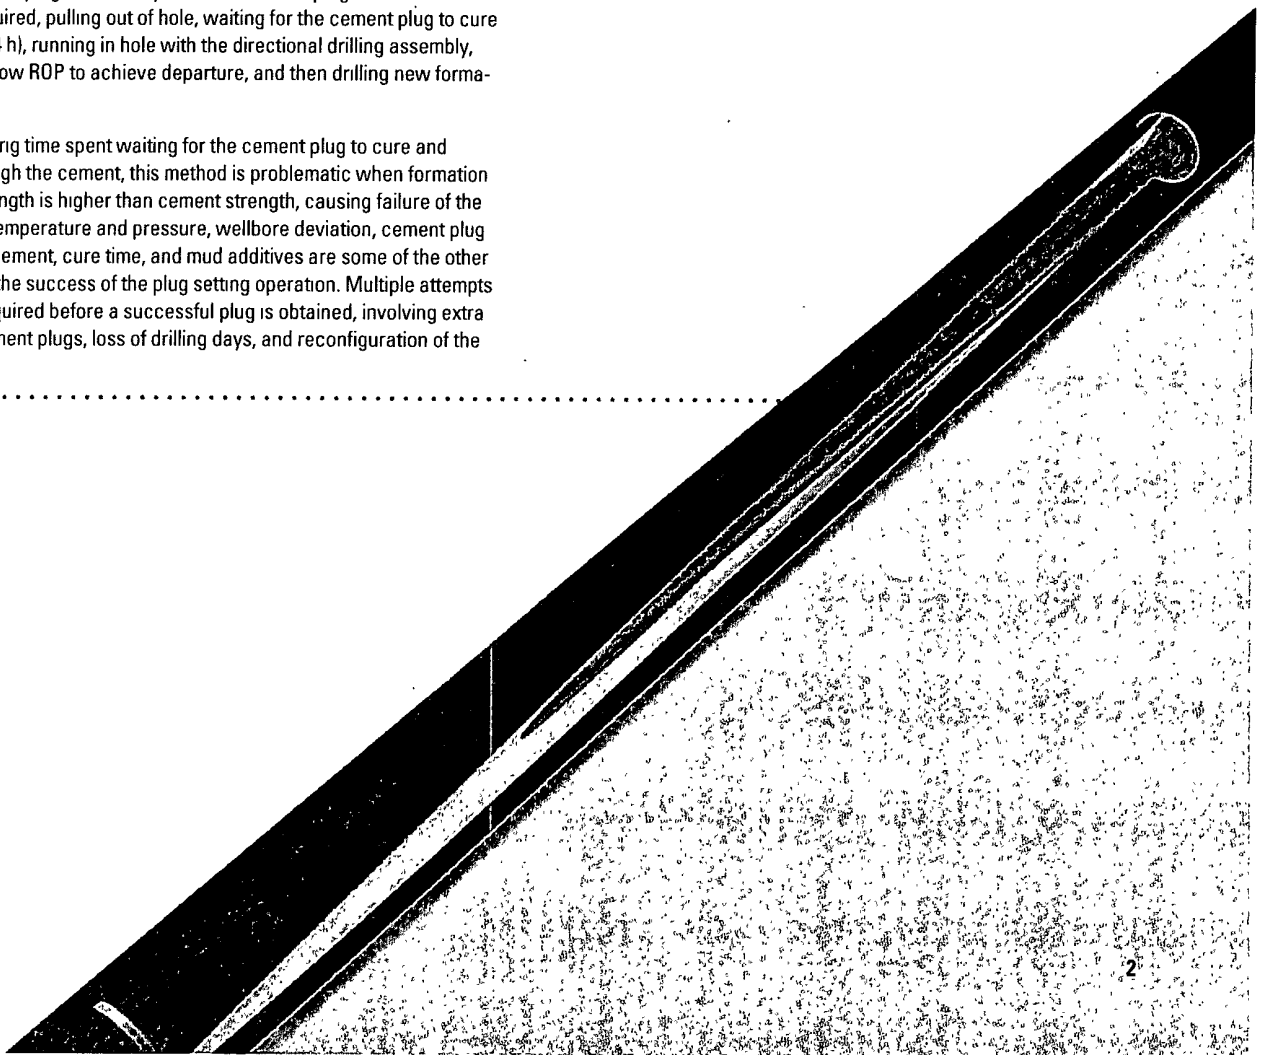 uired, pulling out of hole, waiting for the cement plug to cure
h), running in hole with the directional drilling assembly,
ow ROP to achieve departure, and then drilling new forma-
rig time spent waiting for the cement plug to cure and
gh the cement, this method is problematic when formation
ngth is higher than cement strength, causing failure of the
emperature and pressure, wellbore deviation, cement plug
ement, cure time, and mud additives are some of the other
the success of the plug setting operation. Multiple attempts
uired before a successful plug is obtained, involving extra
nent plugs, loss of drilling days, and reconfiguration of the
2